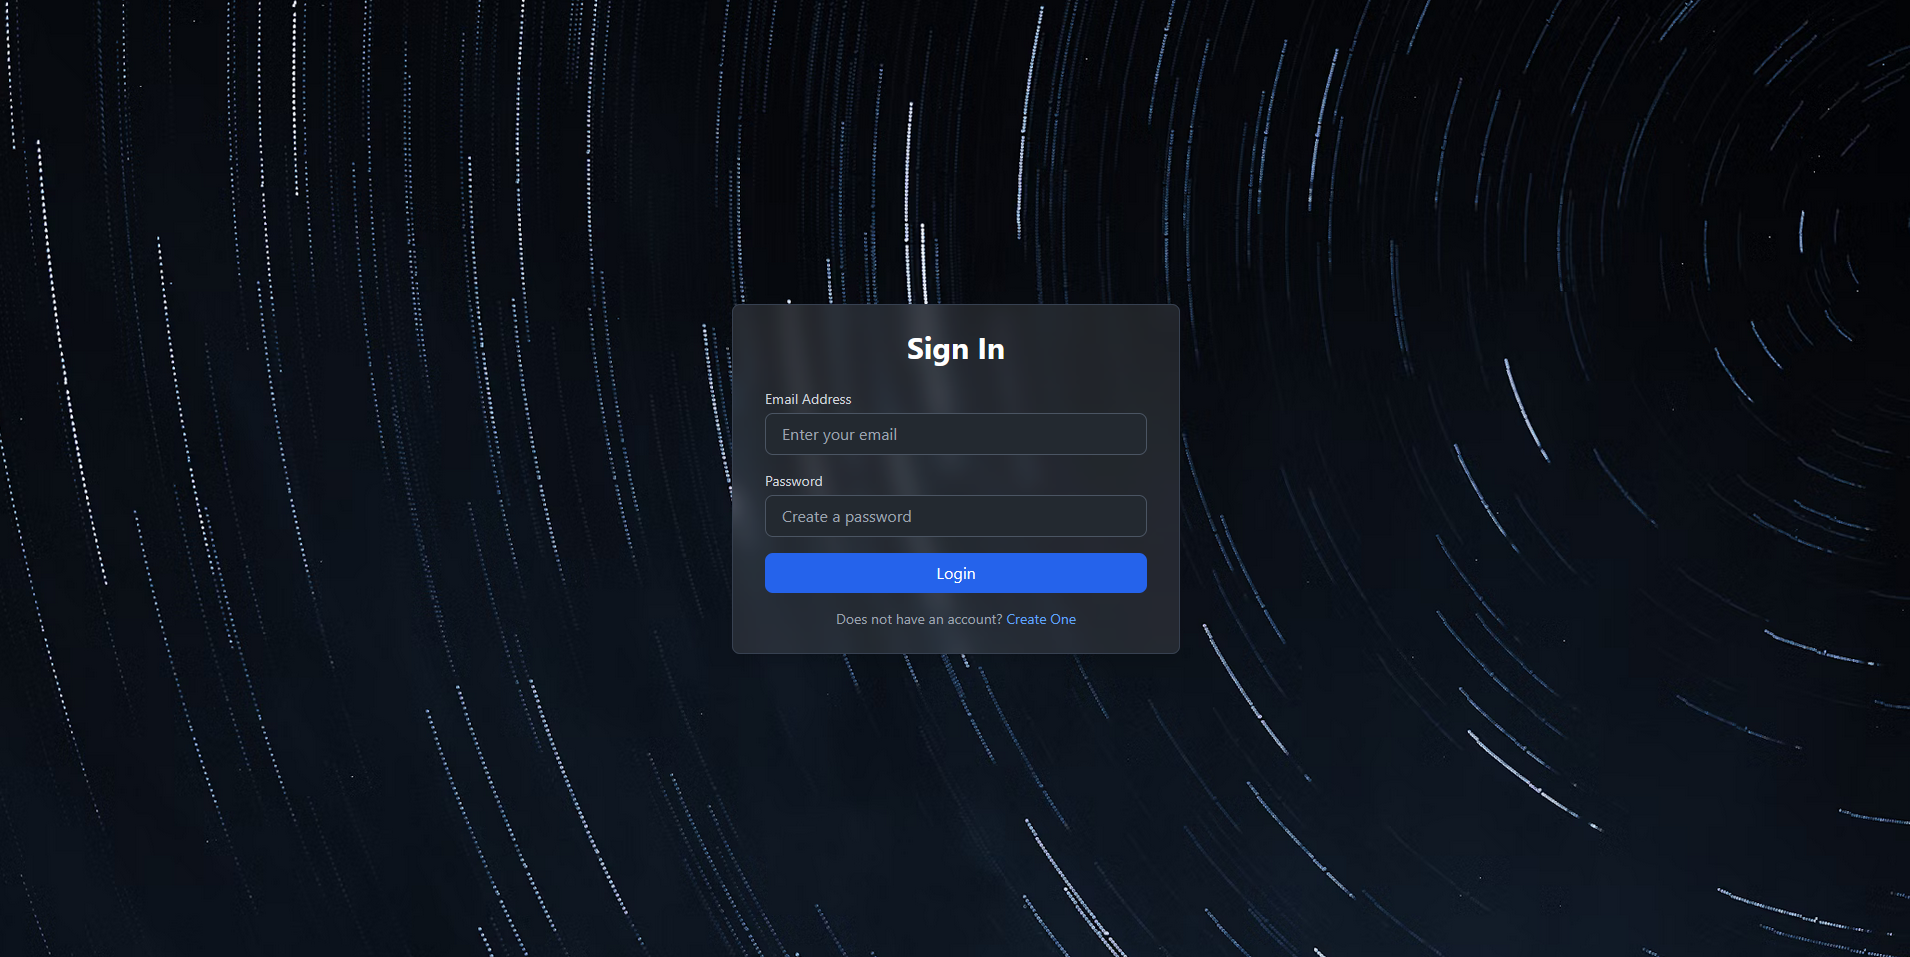 Sign In
Email Address
Enter your email
Password
Create a password
Login
Does not have an account? Create One